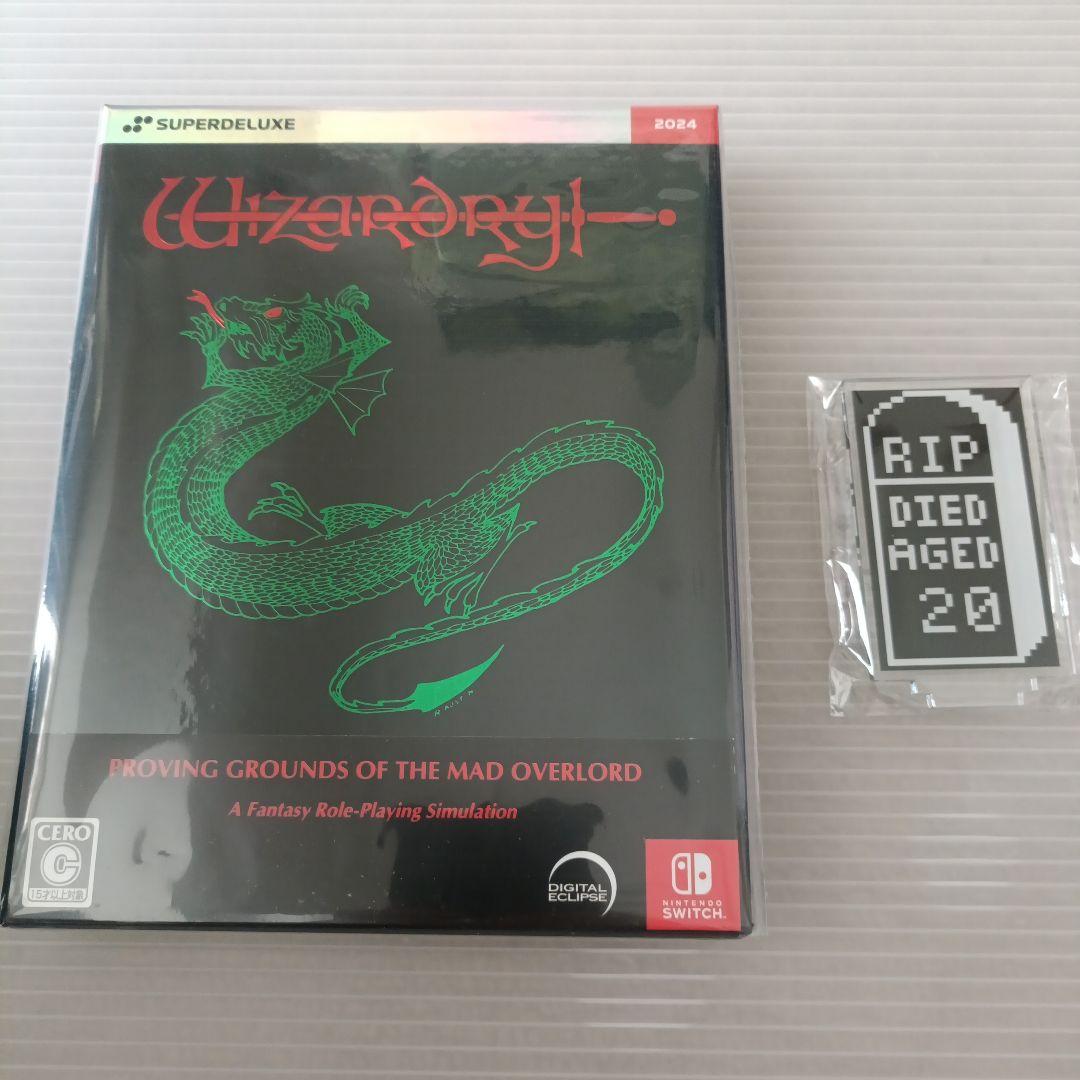 SUPERDELUXE
2024
Wizardry
PROVING GROUNDS OF THE MAD OVERLORD
A Fantasy Role-Playing Simulation
CERO
C
15才以上対象
DIGITAL
ECLIPSE
NINTENDO
SWITCH
RIP
DIED
AGED
20